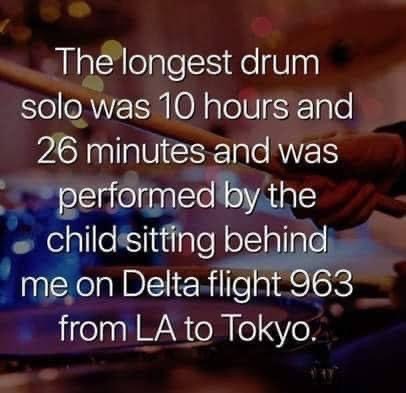 The longest drum
solo was 10 hours and
26 minutes and was
performed by the
child sitting behind
me on Delta flight 963
from LA to Tokyo.